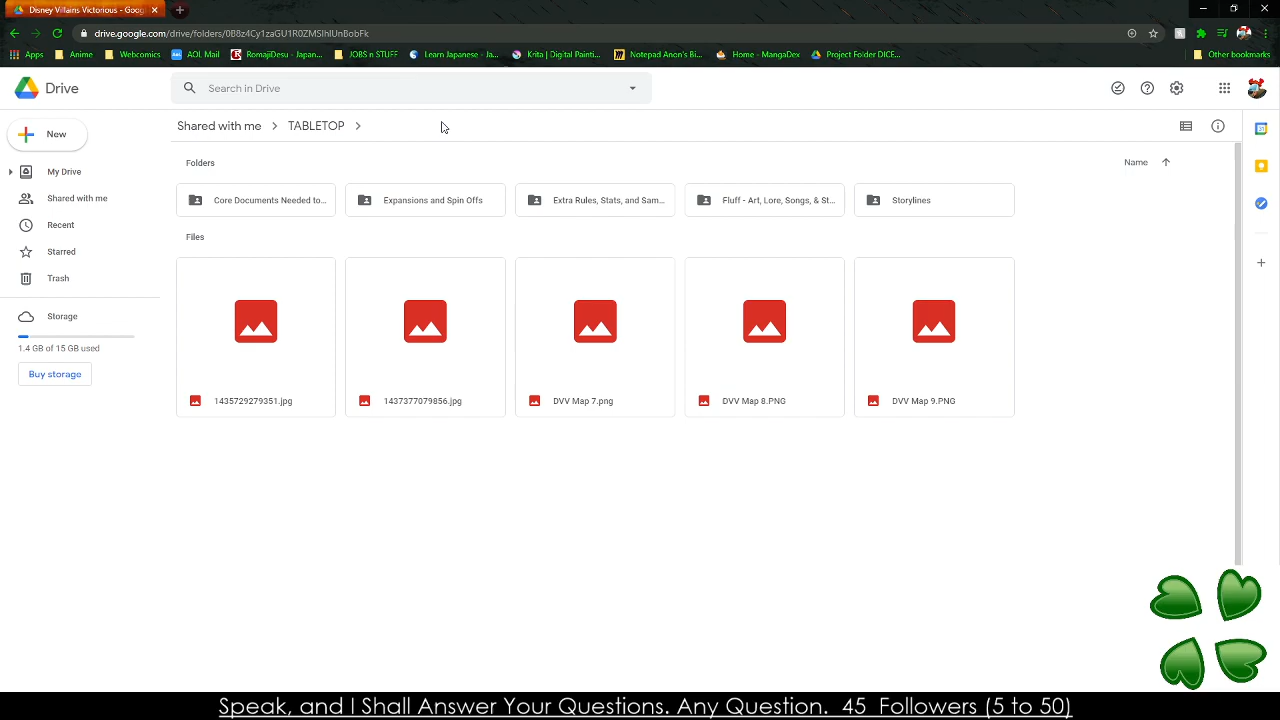 Disney Villains Victorious - Goog
drive.google.com/drive/folders/0B8z4Cy1zaGU1R0ZMSlhIUnBobFk
Apps Anime Webcomics AOL Mail RomajiDesu - Japan... JOBS n STUFF Learn Japanese - Ja... Krita | Digital Painti... Notepad Anon's Bi... Home - MangaDex Project Folder DICE... Other bookmarks
Drive
Search in Drive
New
Shared with me TABLETOP
Folders
Name
My Drive
Shared with me
Recent
Starred
Trash
Storage
1.4 GB of 15 GB used
Buy storage
Core Documents Needed to... Expansions and Spin Offs Extra Rules, Stats, and Sam... Fluff - Art, Lore, Songs, & St... Storylines
Files
1435729279351.jpg 1437377079856.jpg DVV Map 7.png DVV Map 8.PNG DVV Map 9.PNG
Speak, and I Shall Answer Your Questions. Any Question. 45 Followers (5 to 50)